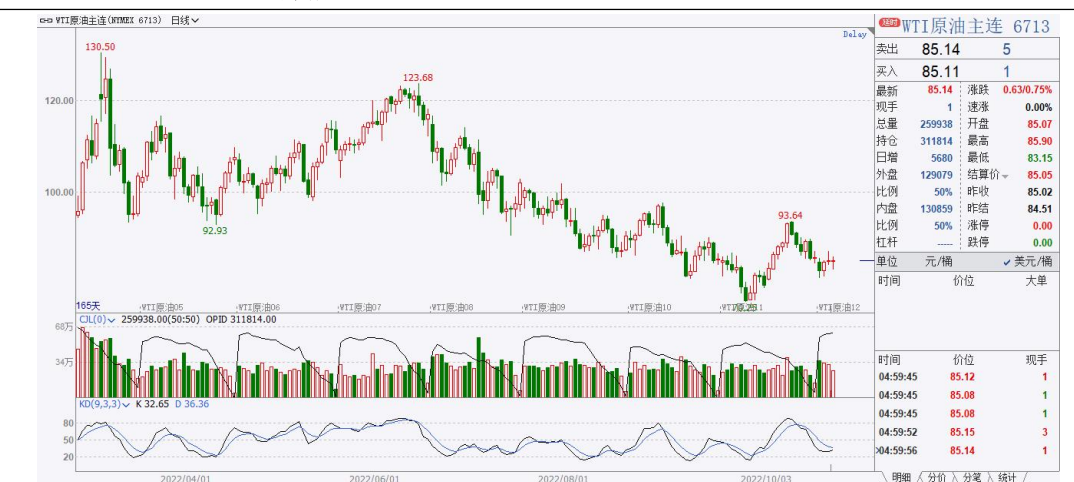 WTI原油主连(NYMEX 6713) 日线
Delay
130.50
123.68
120.00
100.00
92.93
93.64
165天 WTI原油05 WTI原油06 WTI原油07 WTI原油08 WTI原油09 WTI原油10 WTI原油11 WTI原油12
CJL(0) 259938.00(50:50) OPID 311814.00
68万
34万
KD(9,3,3) K 32.65 D 36.36
80
50
20
2022/04/01 2022/06/01 2022/08/01 2022/10/03
延时 WTI原油主连 6713
卖出 85.14 5
买入 85.11 1
最新 85.14 涨跌 0.63/0.75%
现手 1 速涨 0.00%
总量 259938 开盘 85.07
持仓 311814 最高 85.90
日增 5680 最低 83.15
外盘 129079 结算价 85.05
比例 50% 昨收 85.02
内盘 130859 昨结 84.51
比例 50% 涨停 0.00
杠杆 ----- 跌停 0.00
单位 元/桶 ✓美元/桶
时间 价位 大单
时间 价位 现手
04:59:45 85.12 1
04:59:45 85.08 1
04:59:45 85.08 1
04:59:52 85.15 3
04:59:56 85.14 1
明细 分价 分笔 统计